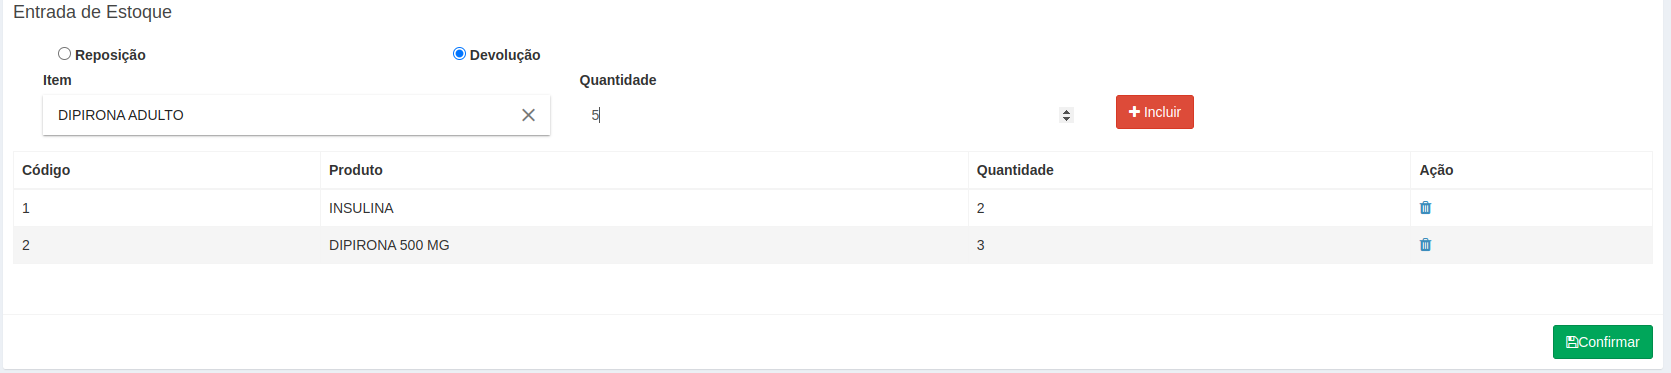 Entrada de Estoque
Reposição Devolução
Item Quantidade
DIPIRONA ADULTO 5 Incluir
Código Produto Quantidade Ação
1 INSULINA 2
2 DIPIRONA 500 MG 3
Confirmar